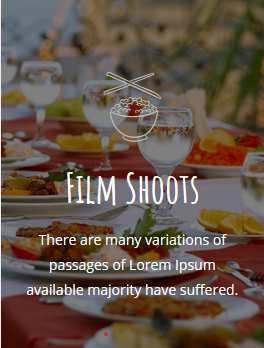 Film Shoots
There are many variations of
passages of Lorem Ipsum
available majority have suffered.